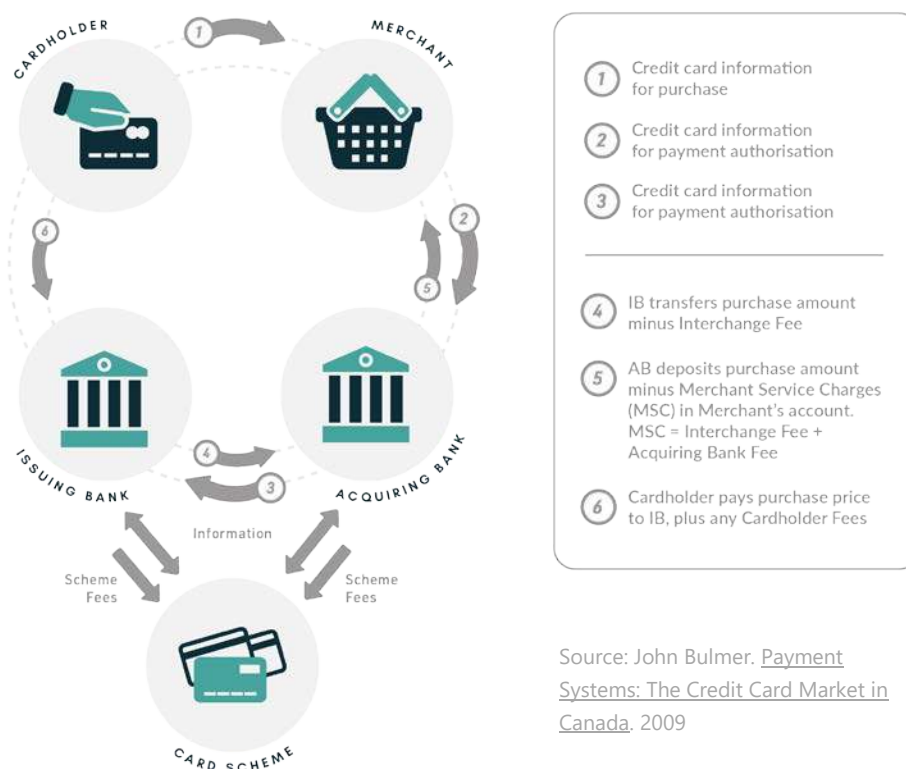 CARDHOLDER
MERCHANT
1
6
2
5
4
3
ISSUING BANK
ACQUIRING BANK
Information
Scheme
Fees
Scheme
Fees
CARD SCHEME
1 Credit card information
for purchase
2 Credit card information
for payment authorisation
3 Credit card information
for payment authorisation
4 IB transfers purchase amount
minus Interchange Fee
5 AB deposits purchase amount
minus Merchant Service Charges
(MSC) in Merchant's account.
MSC = Interchange Fee +
Acquiring Bank Fee
6 Cardholder pays purchase price
to IB, plus any Cardholder Fees
Source: John Bulmer. Payment
Systems: The Credit Card Market in
Canada. 2009